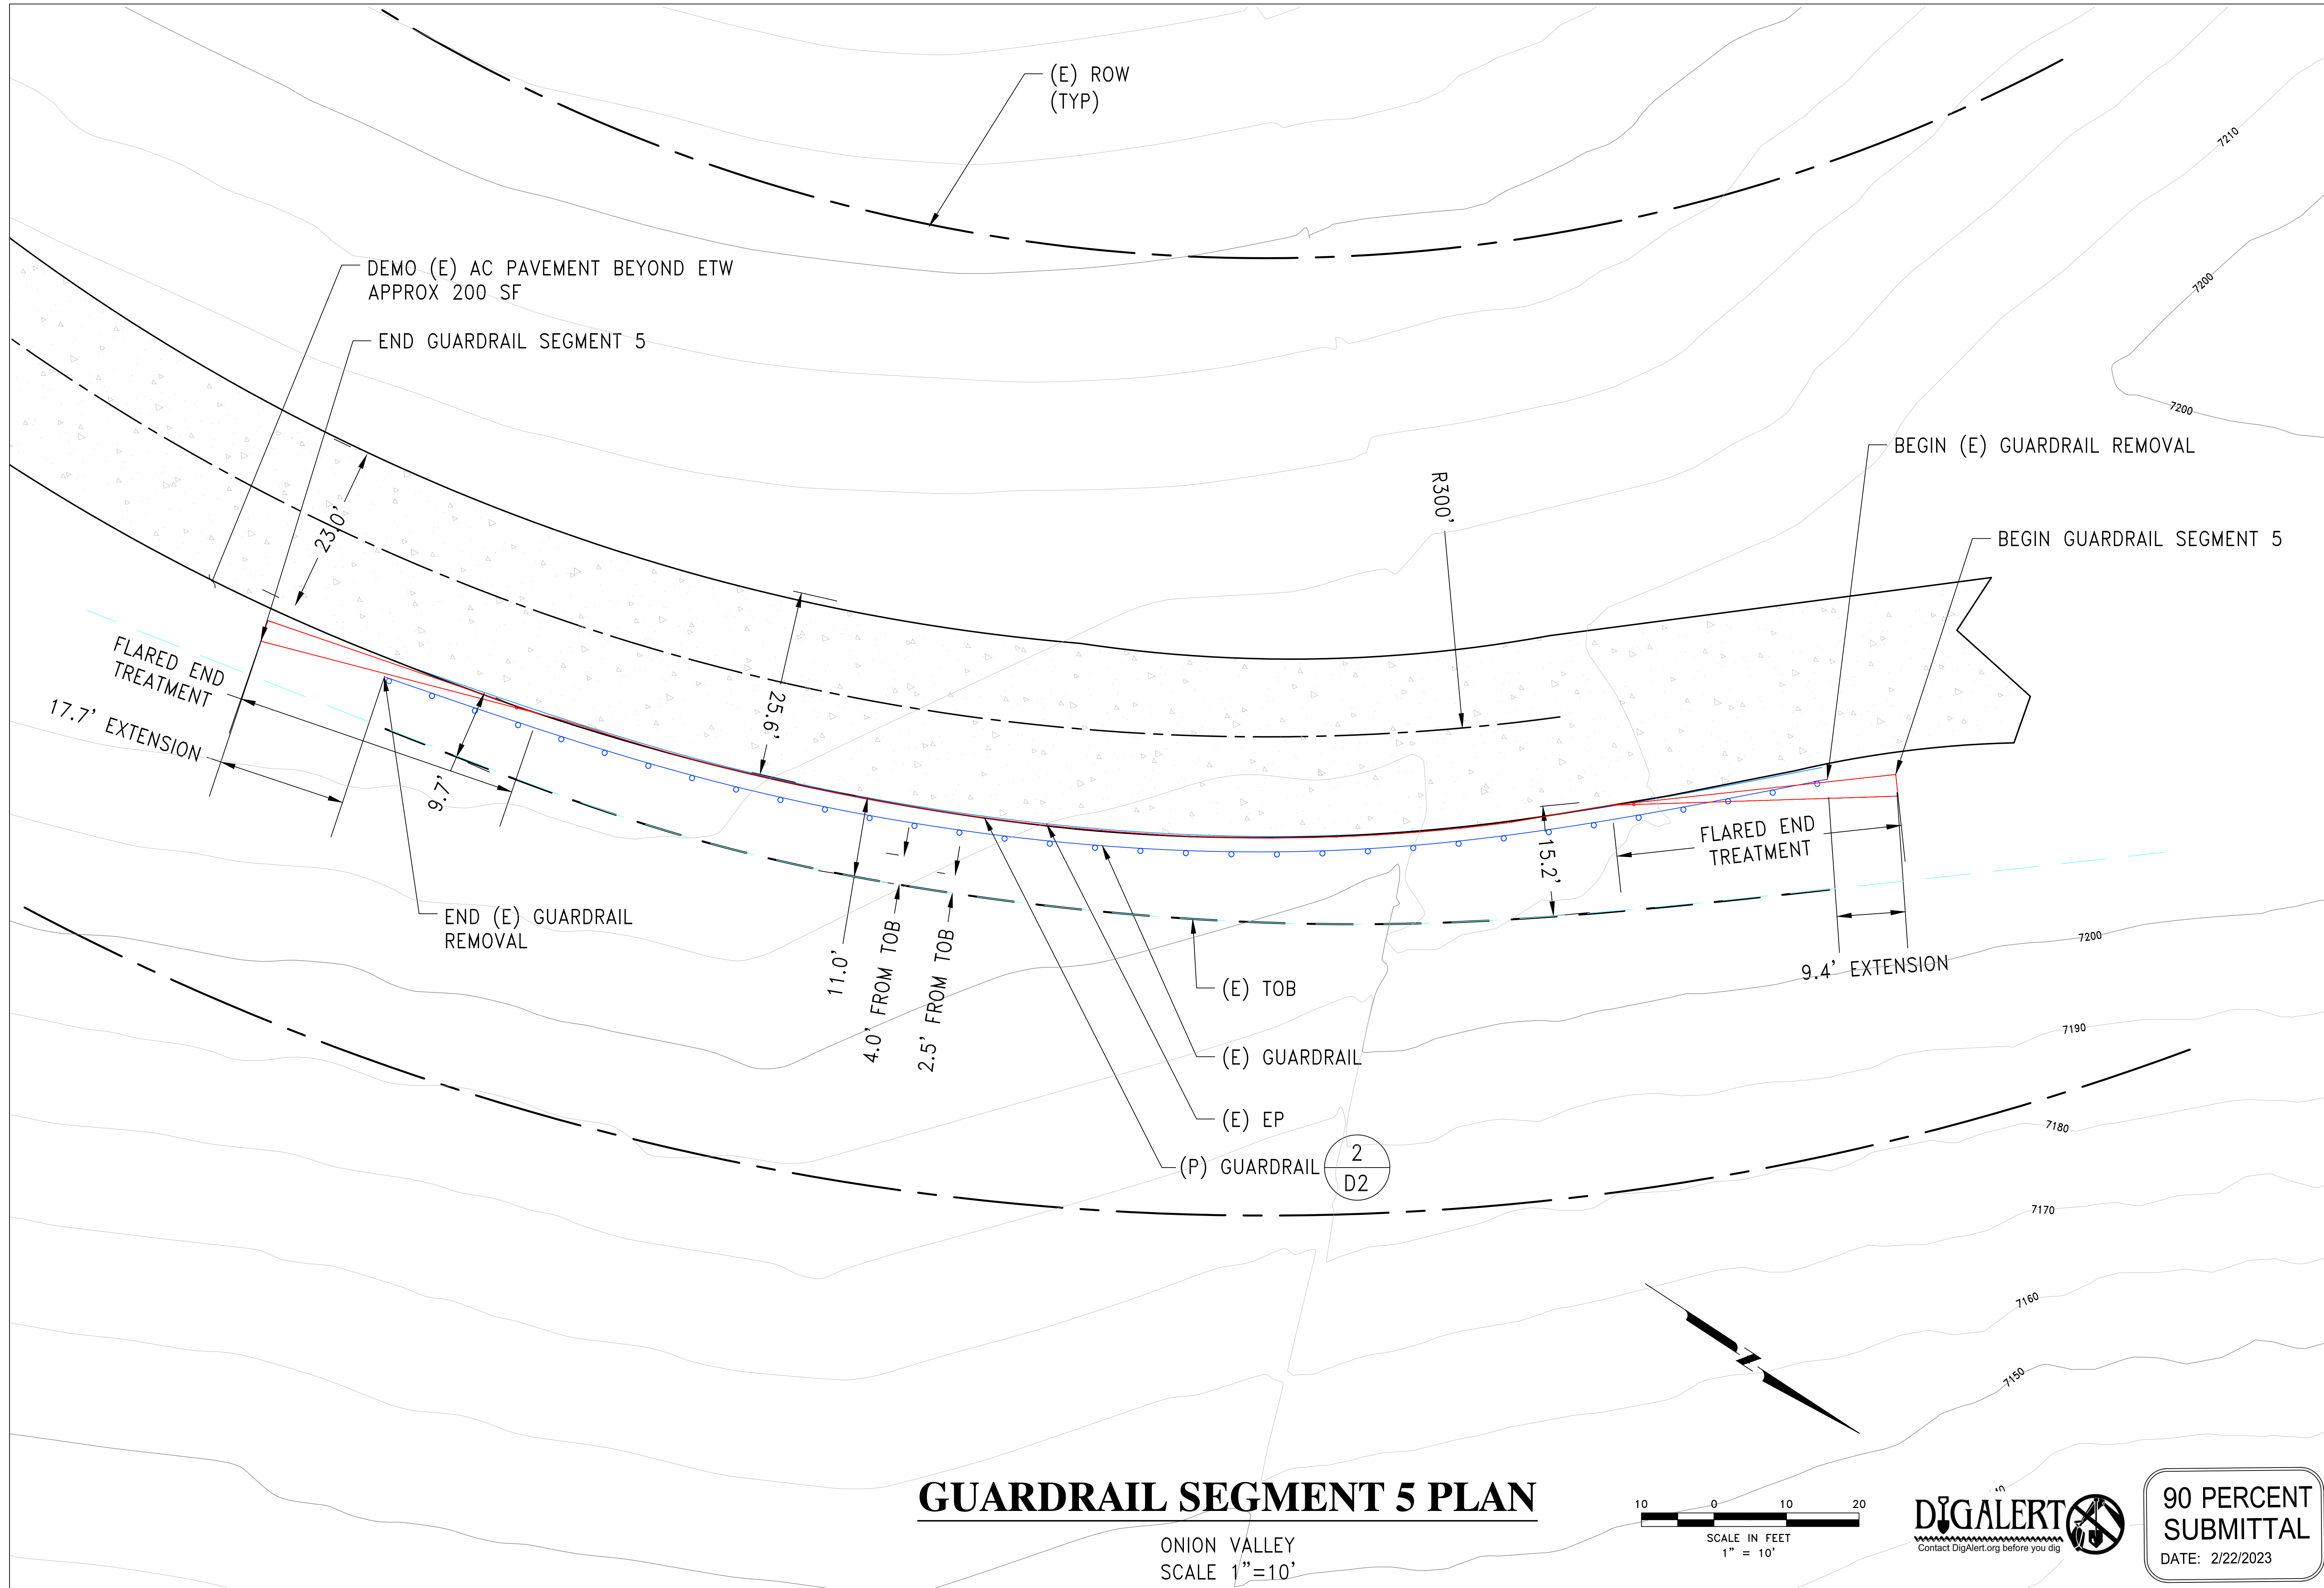 (E) ROW
(TYP)
7210
7200
7200
DEMO (E) AC PAVEMENT BEYOND ETW
APPROX 200 SF
END GUARDRAIL SEGMENT 5
BEGIN (E) GUARDRAIL REMOVAL
BEGIN GUARDRAIL SEGMENT 5
R300'
23.0'
25.6'
FLARED END
TREATMENT
17.7' EXTENSION
9.7'
END (E) GUARDRAIL
REMOVAL
11.0'
4.0' FROM TOB
2.5' FROM TOB
15.2'
FLARED END
TREATMENT
9.4' EXTENSION
7200
(E) TOB
(E) GUARDRAIL
(E) EP
(P) GUARDRAIL
2
D2
7190
7180
7170
7160
7150
Z
GUARDRAIL SEGMENT 5 PLAN
ONION VALLEY
SCALE 1"=10'
10 0 10 20
SCALE IN FEET
1" = 10'
DIGALERT
Contact DigAlert.org before you dig
90 PERCENT
SUBMITTAL
DATE: 2/22/2023